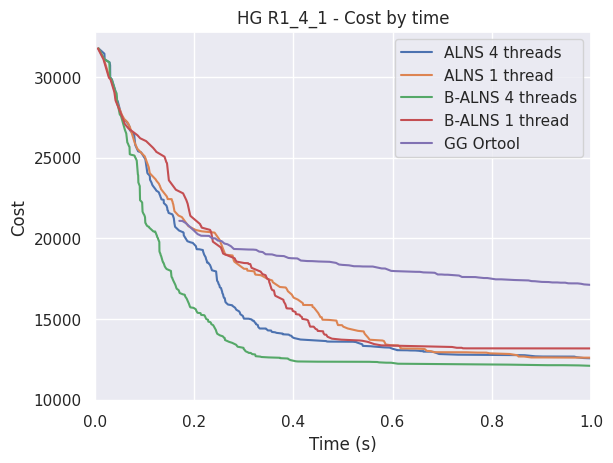 HG R1_4_1 - Cost by time
ALNS 4 threads
ALNS 1 thread
B-ALNS 4 threads
B-ALNS 1 thread
GG Ortool
Cost
30000
25000
20000
15000
10000
0.0 0.2 0.4 0.6 0.8 1.0
Time (s)